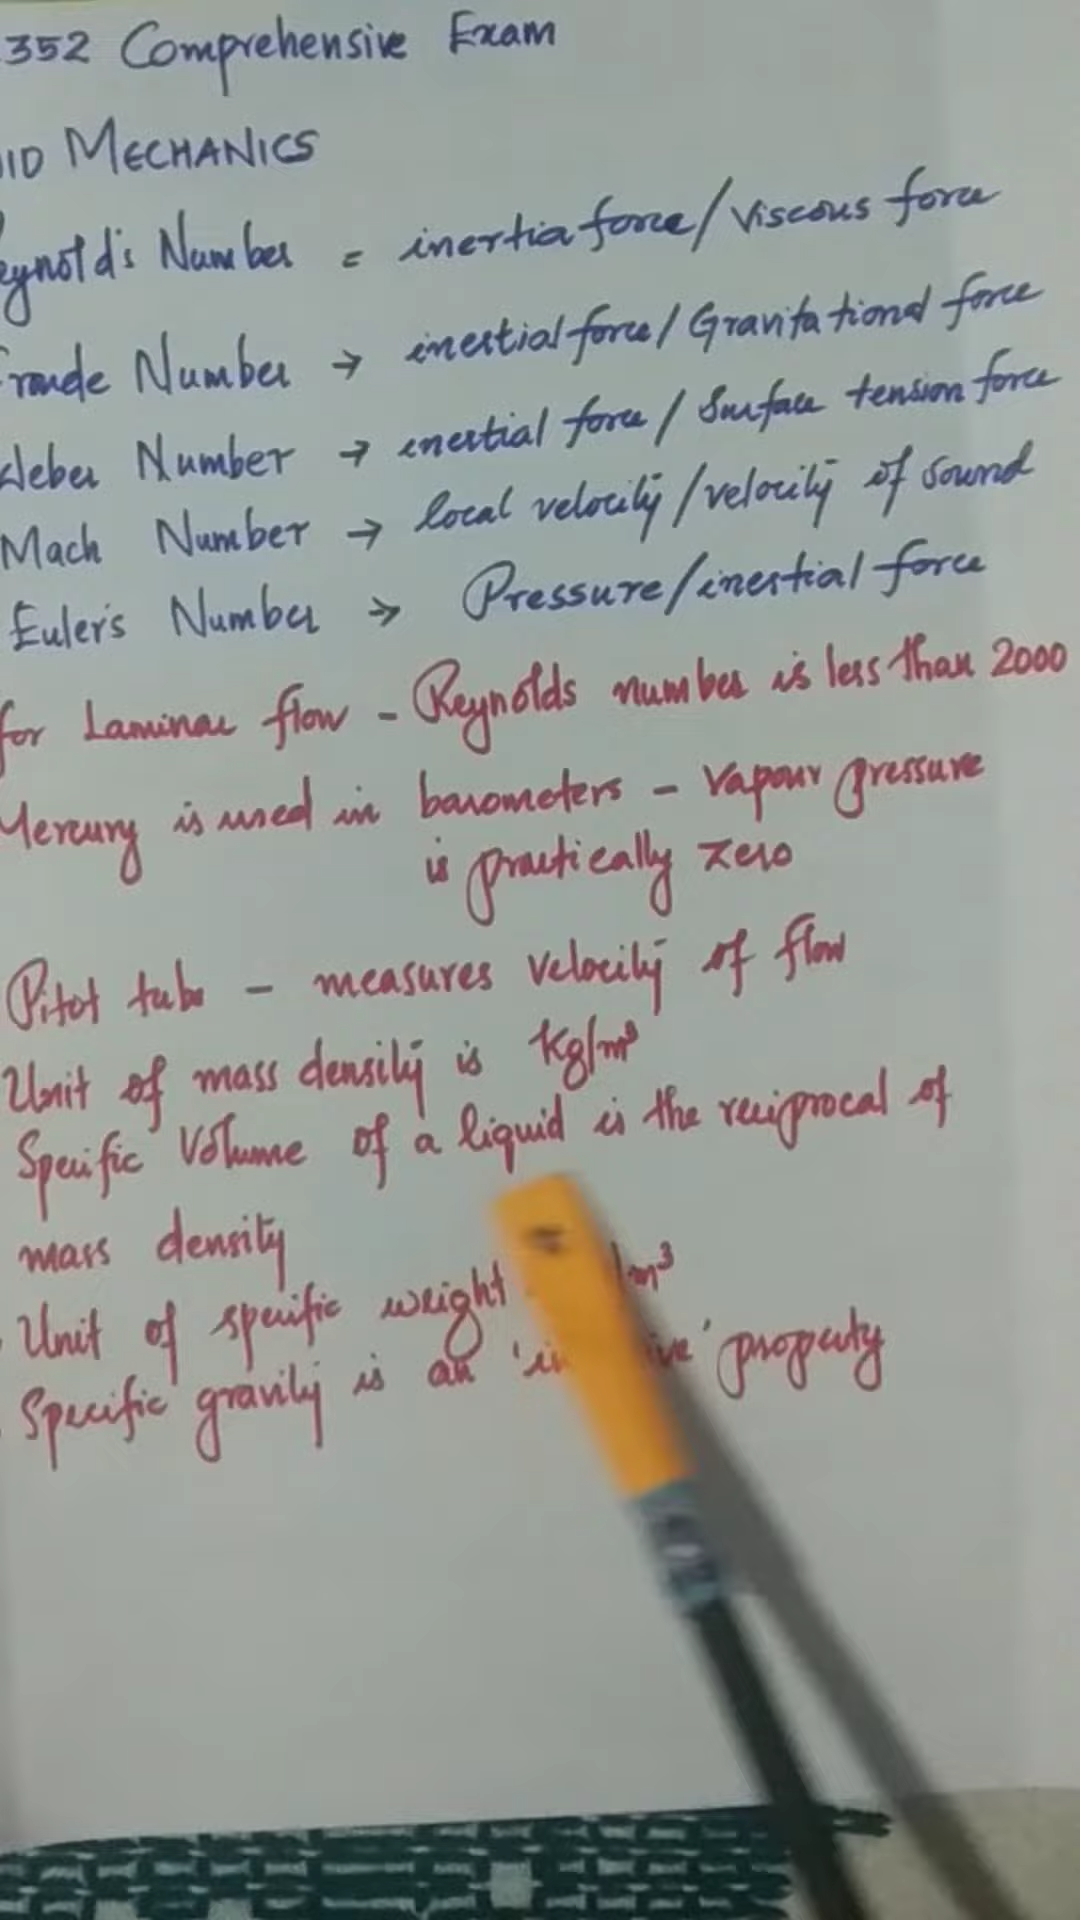 352 Comprehensive Exam
MECHANICS
Number = inertia force/viscous force
Number → inertial force/Gravitational force
Number → inertial force/Surface tension force
Mach Number → local velocity/velocity of sound
Euler's Number → Pressure/inertial force
for Laminar flow - Reynolds number is less than 2000
Mercury is used in barometers - vapour pressure
is practically zero
Pitot tube - measures velocity of flow
Unit of mass density is kg/m³
Specific Volume of a liquid is the reciprocal of
mass density
Unit of specific weight /m³
Specific gravity is an property